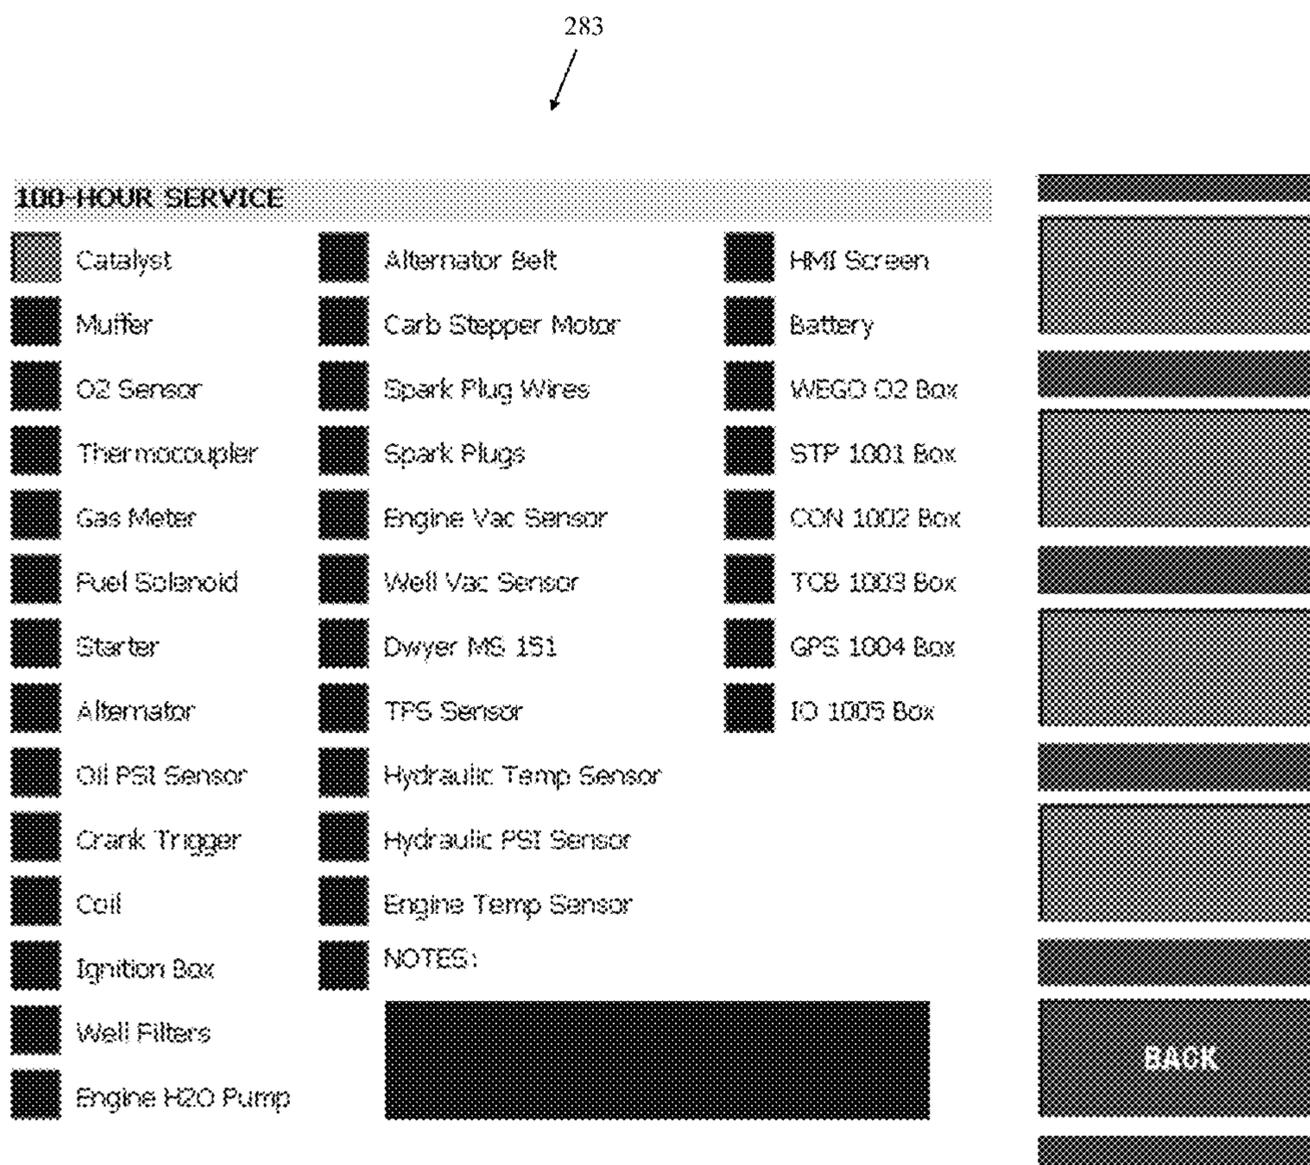 283
100-HOUR SERVICE
Catalyst
Muffer
O2 Sensor
Thermocoupler
Gas Meter
Fuel Solenoid
Starter
Alternator
Oil PSI Sensor
Crank Trigger
Coil
Ignition Box
Well Filters
Engine H2O Pump
Alternator Belt
Carb Stepper Motor
Spark Plug Wires
Spark Plugs
Engine Vac Sensor
Well Vac Sensor
Dwyer MS 151
TPS Sensor
Hydraulic Temp Sensor
Hydraulic PSI Sensor
Engine Temp Sensor
NOTES:
HMI Screen
Battery
WEGO O2 Box
STP 1001 Box
CON 1002 Box
TCB 1003 Box
GPS 1004 Box
IO 1005 Box
BACK